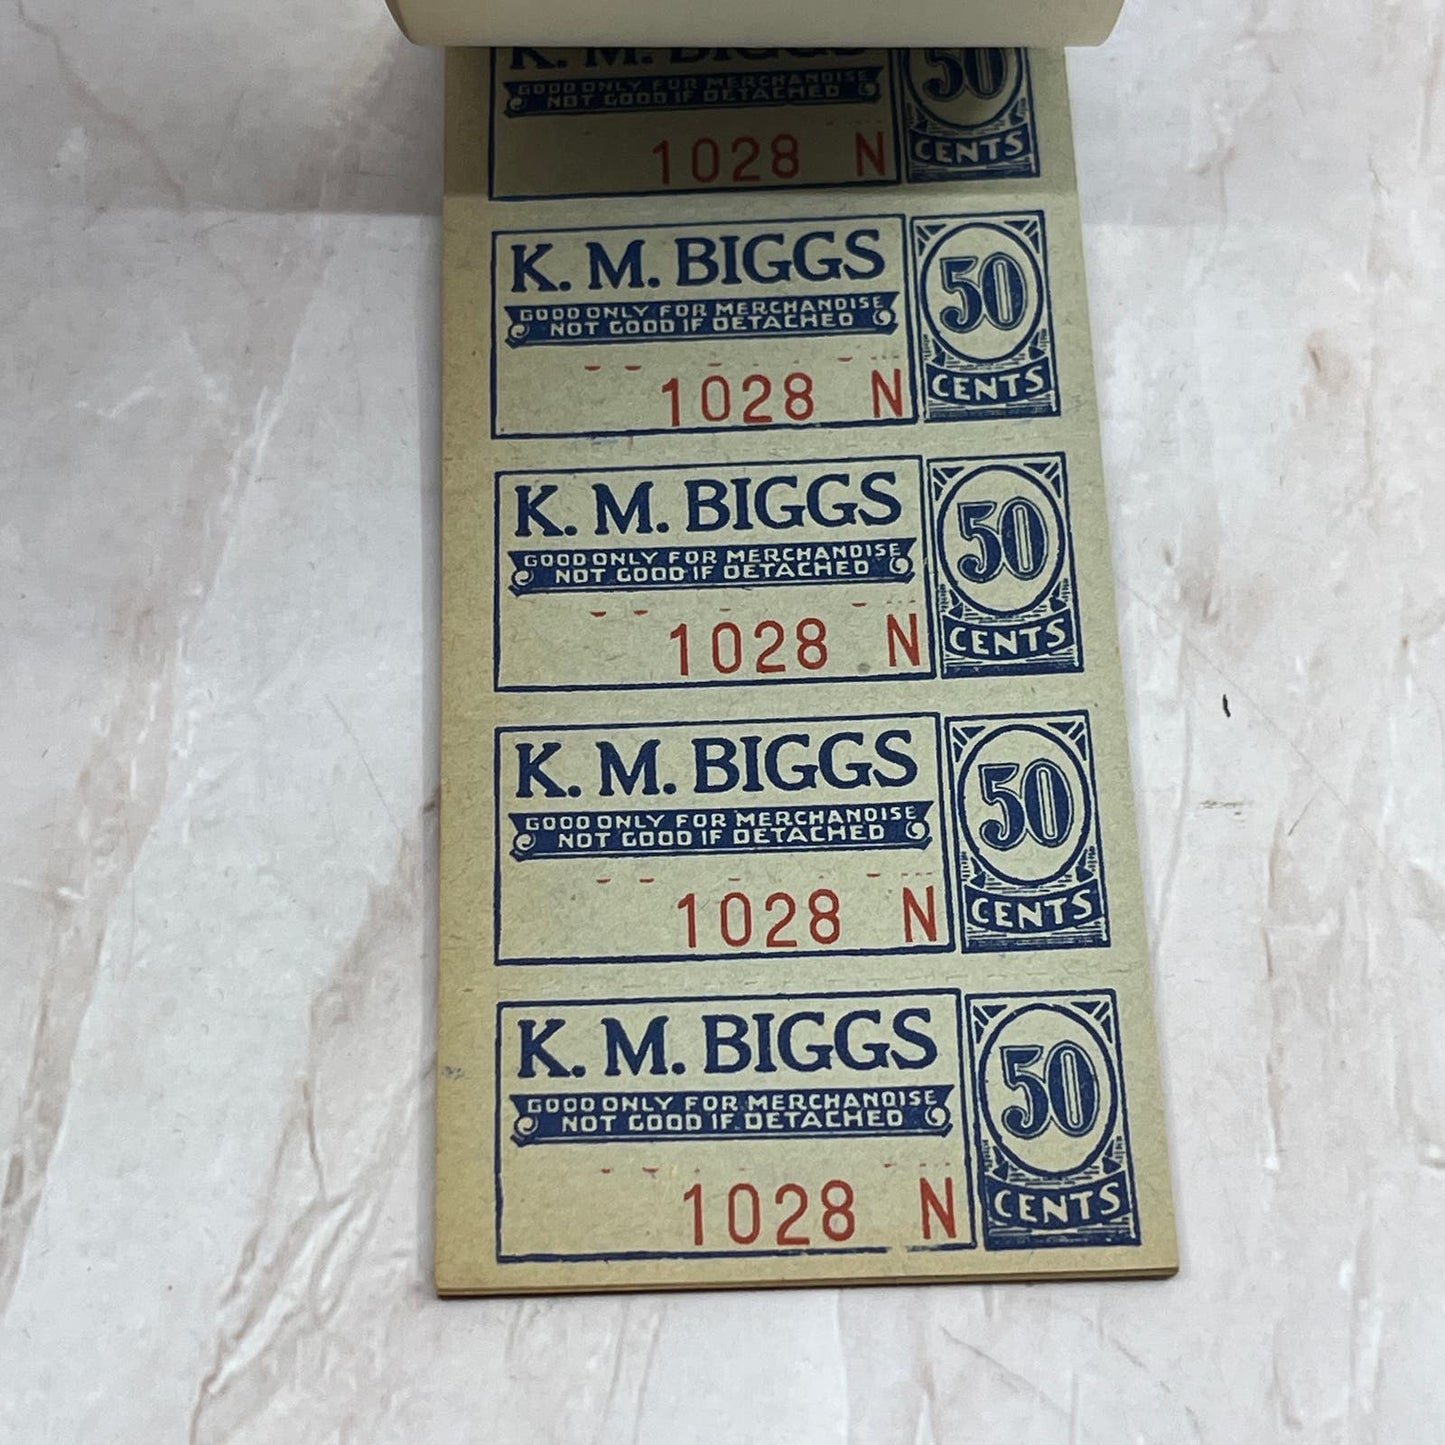 K. M. BIGGS
GOOD ONLY FOR MERCHANDISE
NOT GOOD IF DETACHED
1028 N
50
CENTS
K. M. BIGGS
GOOD ONLY FOR MERCHANDISE
NOT GOOD IF DETACHED
1028 N
50
CENTS
K. M. BIGGS
GOOD ONLY FOR MERCHANDISE
NOT GOOD IF DETACHED
1028 N
50
CENTS
K. M. BIGGS
GOOD ONLY FOR MERCHANDISE
NOT GOOD IF DETACHED
1028 N
50
CENTS
K. M. BIGGS
GOOD ONLY FOR MERCHANDISE
NOT GOOD IF DETACHED
1028 N
50
CENTS